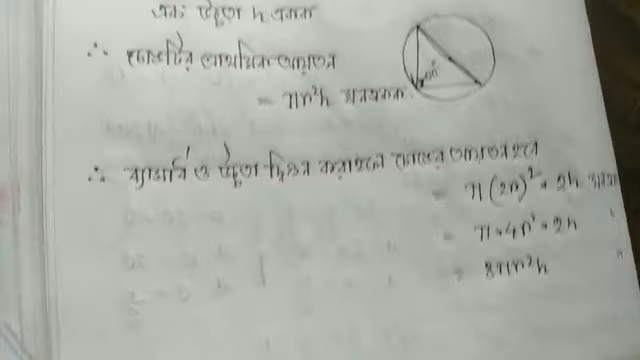 এবং উচ্চতা h একক
∴ চোঙটির প্রাথমিক আয়তন
= πr²h ঘনএকক
∴ ব্যাসার্ধ ও উচ্চতা দ্বিগুন করা হলে চোঙের আয়তন হবে
= π(2r)² × 2h
= π × 4r² × 2h "
= 8πr²h "